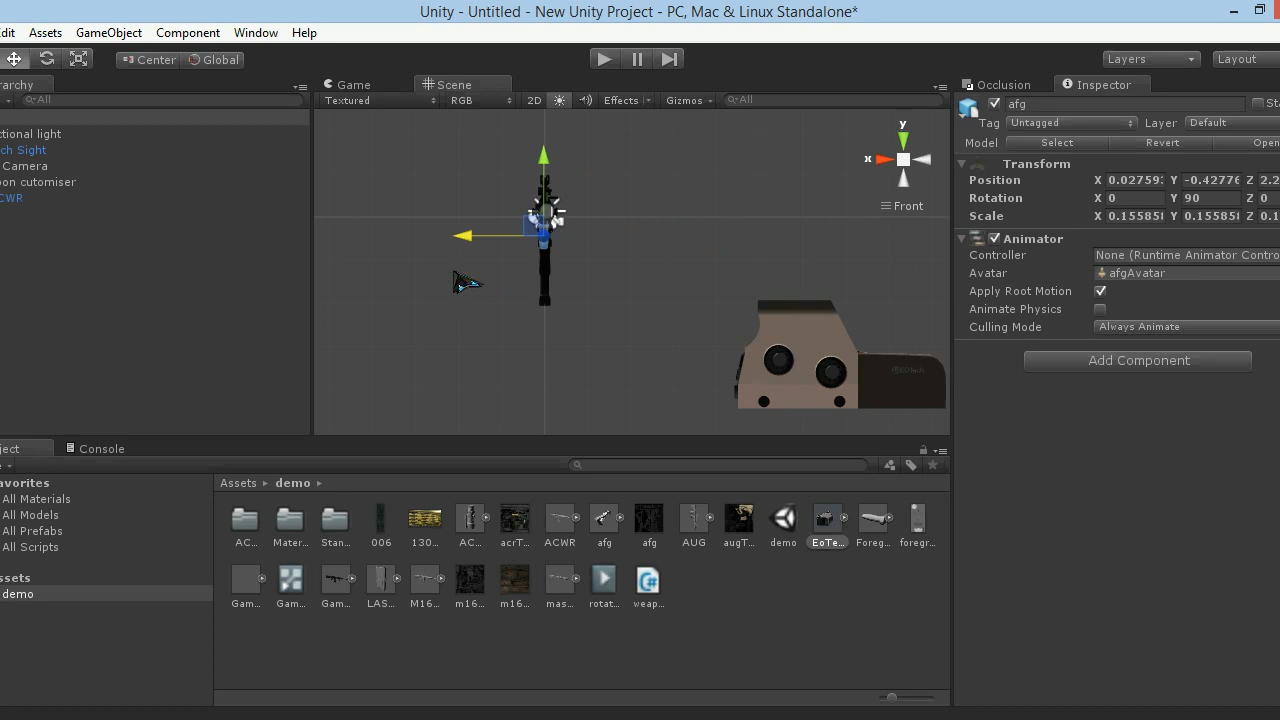 Unity - Untitled - New Unity Project - PC, Mac & Linux Standalone*
dit Assets GameObject Component Window Help
Center Global Layers Layout
rarchy Game Scene Occlusion Inspector
All Textured RGB 2D Effects Gizmos All
afg Sta
Tag Untagged Layer Default
Model Select Revert Open
ctional light
ch Sight
Camera
pon cutomiser
CWR
y
x
Front
Transform
Position X 0.02759 Y -0.42776 Z 2.2
Rotation X 0 Y 90 Z 0
Scale X 0.15585 Y 0.15585 Z 0.1
Animator
Controller None (Runtime Animator Contro
Avatar afgAvatar
Apply Root Motion
Animate Physics
Culling Mode Always Animate
Add Component
ject Console
e
avorites
All Materials
All Models
All Prefabs
All Scripts
ssets
demo
Assets demo
006 130... AC... acrT... ACWR afg afg AUG augT... demo EoTe... Foreg... foregr...
AC... Mater... Stan...
Gam... Gam... Gam... LAS... M16... m16... m16... mas... rotat... weap...